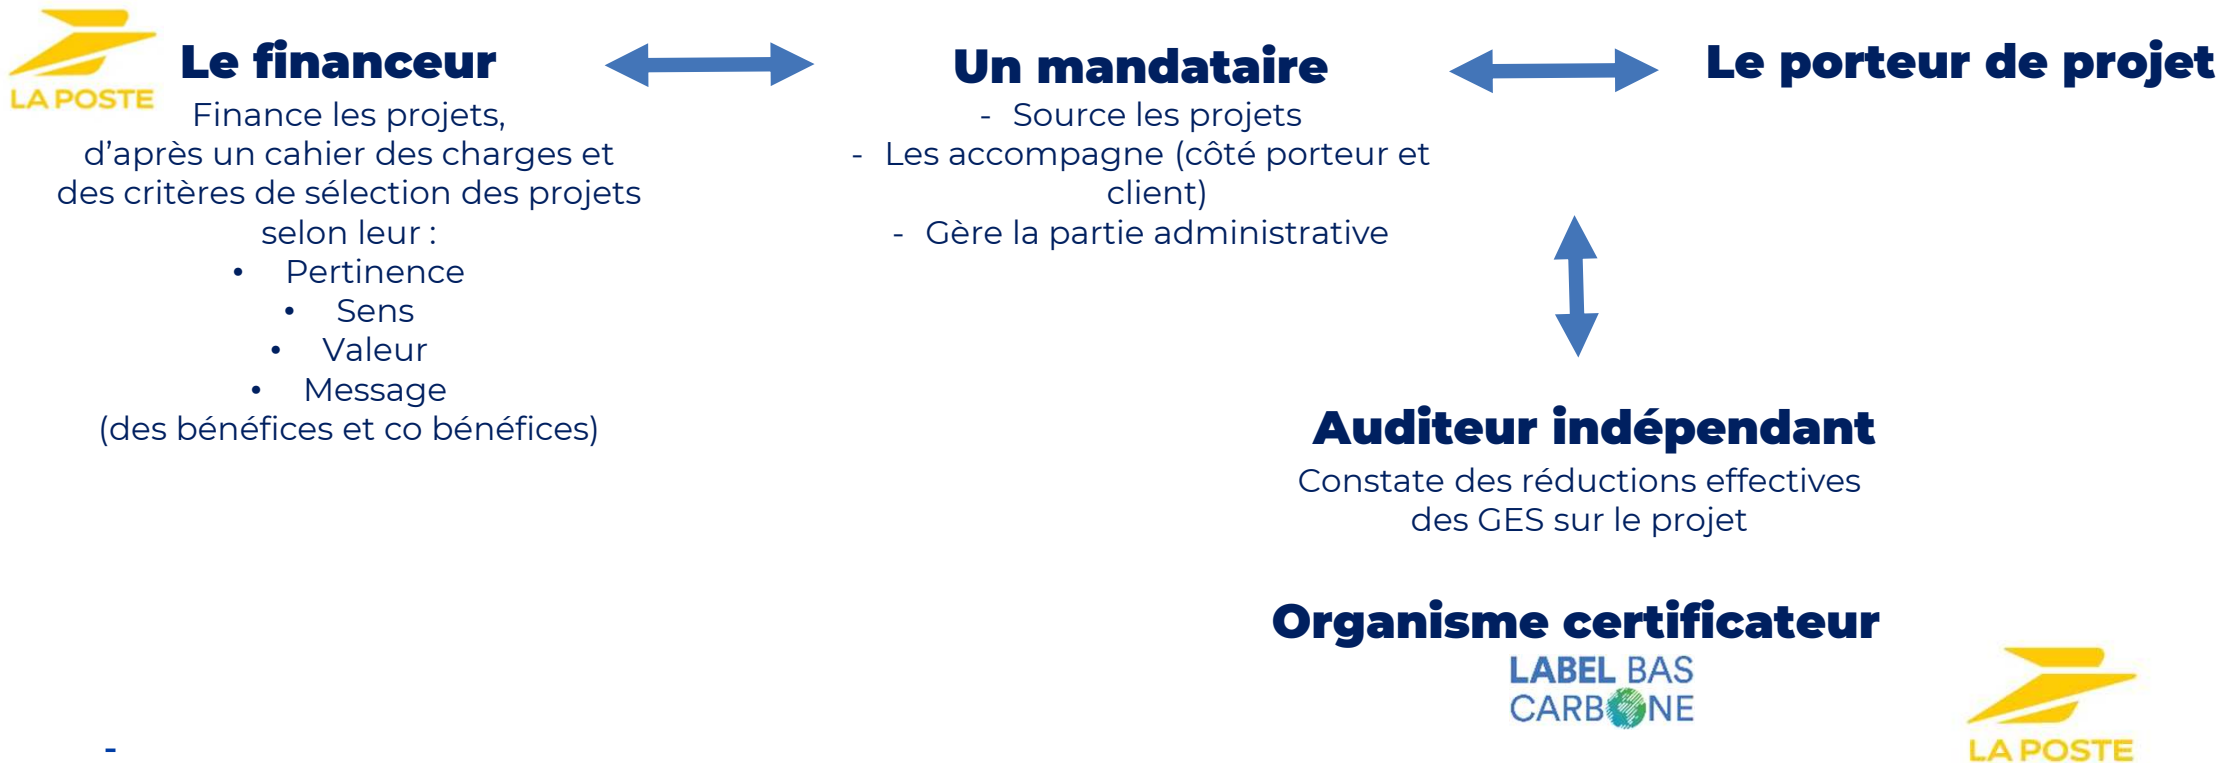 LA POSTE
Le financeur
Finance les projets,
d’après un cahier des charges et
des critères de sélection des projets
selon leur :
• Pertinence
• Sens
• Valeur
• Message
(des bénéfices et co bénéfices)
Un mandataire
- Source les projets
- Les accompagne (côté porteur et
client)
- Gère la partie administrative
Le porteur de projet
Auditeur indépendant
Constate des réductions effectives
des GES sur le projet
Organisme certificateur
LABEL BAS
CARBONE
-
LA POSTE